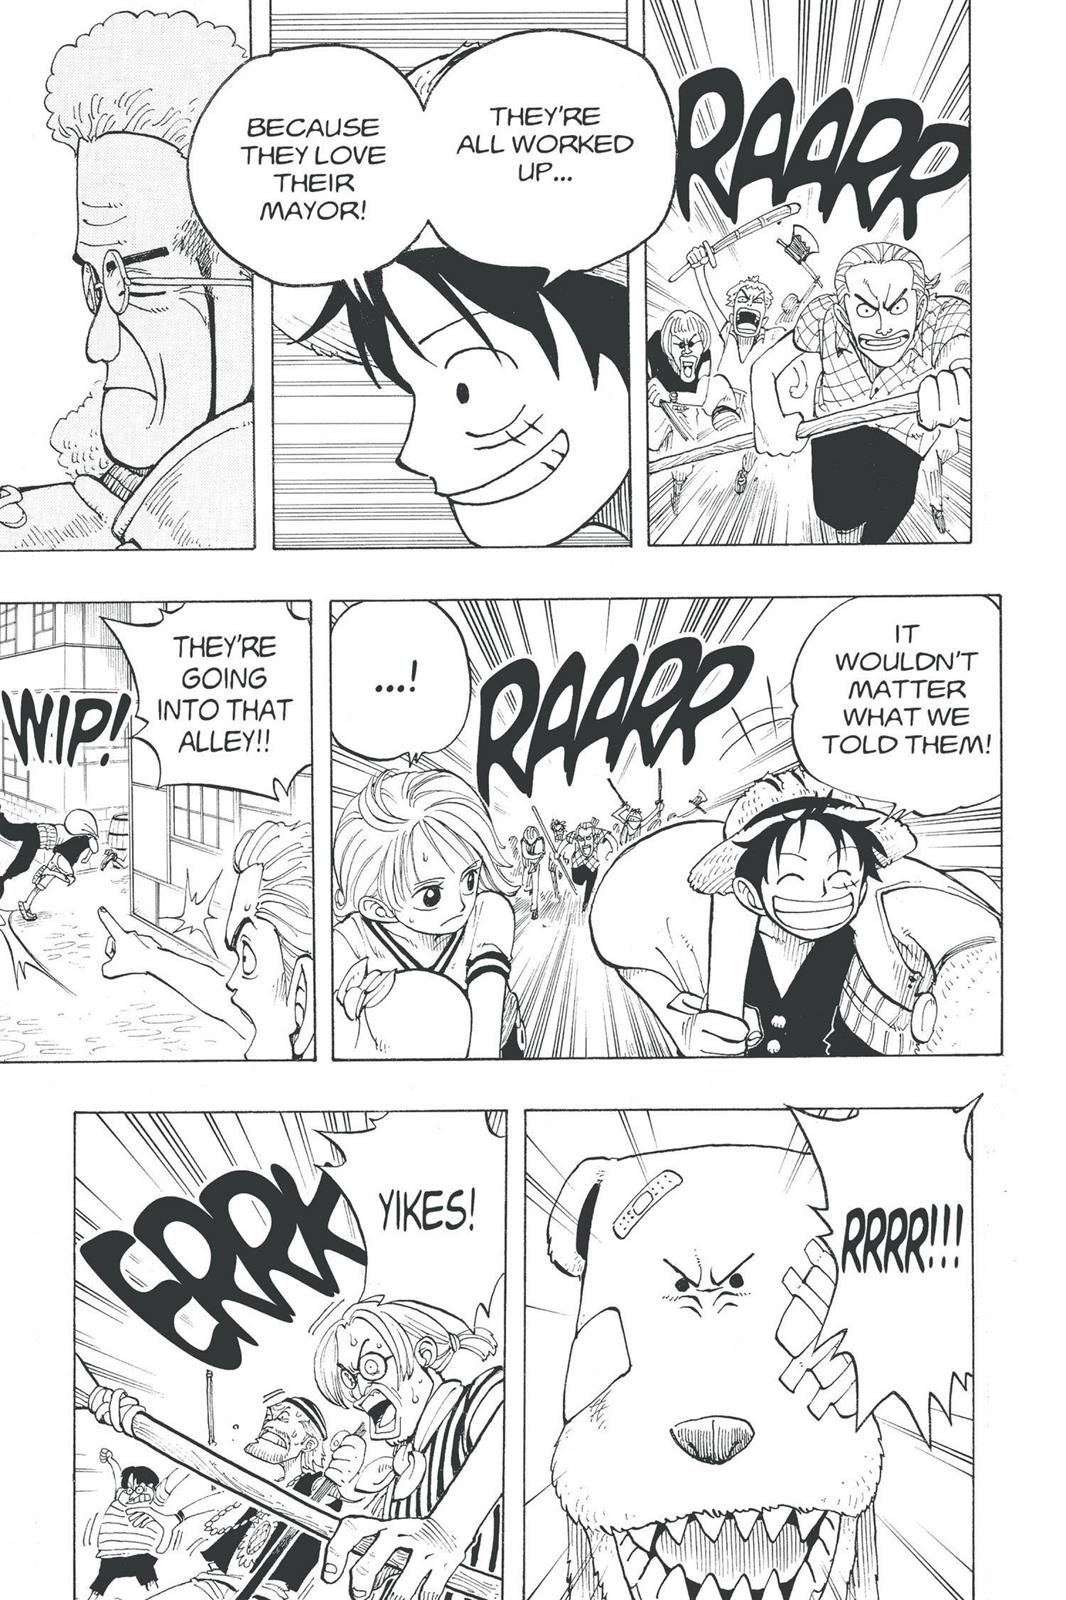 RAARR
THEY'RE
ALL WORKED
UP...
BECAUSE
THEY LOVE
THEIR
MAYOR!
IT
WOULDN'T
MATTER
WHAT WE
TOLD THEM!
RAARR
...!
THEY'RE
GOING
INTO THAT
ALLEY!!
WIP!
RRRR!!!
YIKES!
ERRK